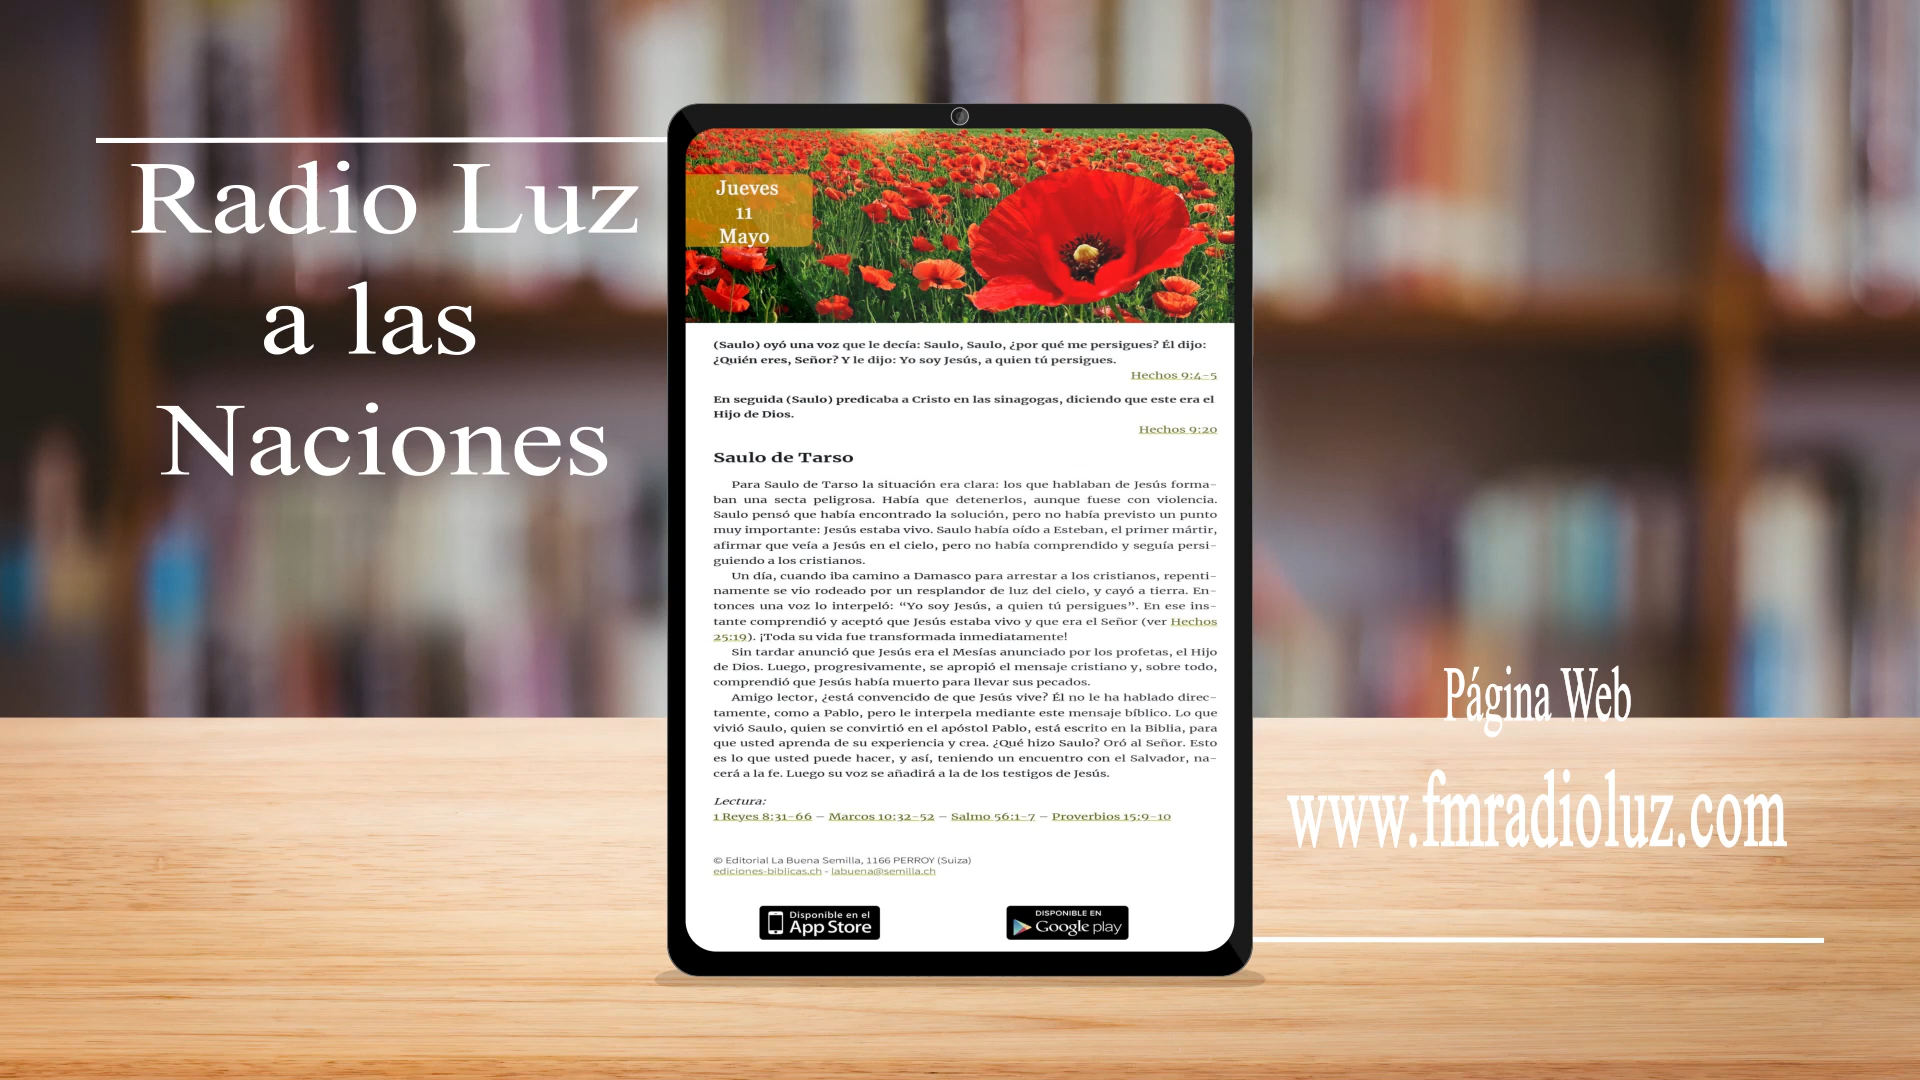 Radio Luz
a las
Naciones
Jueves
11
Mayo
(Saulo) oyó una voz que le decía: Saulo, Saulo, ¿por qué me persigues? Él dijo:
¿Quién eres, Señor? Y le dijo: Yo soy Jesús, a quien tú persigues.
Hechos 9:4-5
En seguida (Saulo) predicaba a Cristo en las sinagogas, diciendo que este era el
Hijo de Dios.
Hechos 9:20
Saulo de Tarso
Para Saulo de Tarso la situación era clara: los que hablaban de Jesús forma-
ban una secta peligrosa. Había que detenerlos, aunque fuese con violencia.
Saulo pensó que había encontrado la solución, pero no había previsto un punto
muy importante: Jesús estaba vivo. Saulo había oído a Esteban, el primer mártir,
afirmar que veía a Jesús en el cielo, pero no había comprendido y seguía persi-
guiendo a los cristianos.
Un día, cuando iba camino a Damasco para arrestar a los cristianos, repenti-
namente se vio rodeado por un resplandor de luz del cielo, y cayó a tierra. En-
tonces una voz lo interpeló: “Yo soy Jesús, a quien tú persigues”. En ese ins-
tante comprendió y aceptó que Jesús estaba vivo y que era el Señor (ver Hechos
25:19). ¡Toda su vida fue transformada inmediatamente!
Sin tardar anunció que Jesús era el Mesías anunciado por los profetas, el Hijo
de Dios. Luego, progresivamente, se apropió el mensaje cristiano y, sobre todo,
comprendió que Jesús había muerto para llevar sus pecados.
Amigo lector, ¿está convencido de que Jesús vive? Él no le ha hablado direc-
tamente, como a Pablo, pero le interpela mediante este mensaje bíblico. Lo que
vivió Saulo, quien se convirtió en el apóstol Pablo, está escrito en la Biblia, para
que usted aprenda de su experiencia y crea. ¿Qué hizo Saulo? Oró al Señor. Esto
es lo que usted puede hacer, y así, teniendo un encuentro con el Salvador, na-
cerá a la fe. Luego su voz se añadirá a la de los testigos de Jesús.
Lectura:
1 Reyes 8:31-66 – Marcos 10:32-52 – Salmo 56:1-7 – Proverbios 15:9-10
© Editorial La Buena Semilla, 1166 PERROY (Suiza)
ediciones-biblicas.ch - labuena@semilla.ch
Disponible en el
App Store
DISPONIBLE EN
Google play
Página Web
www.fmradioluz.com